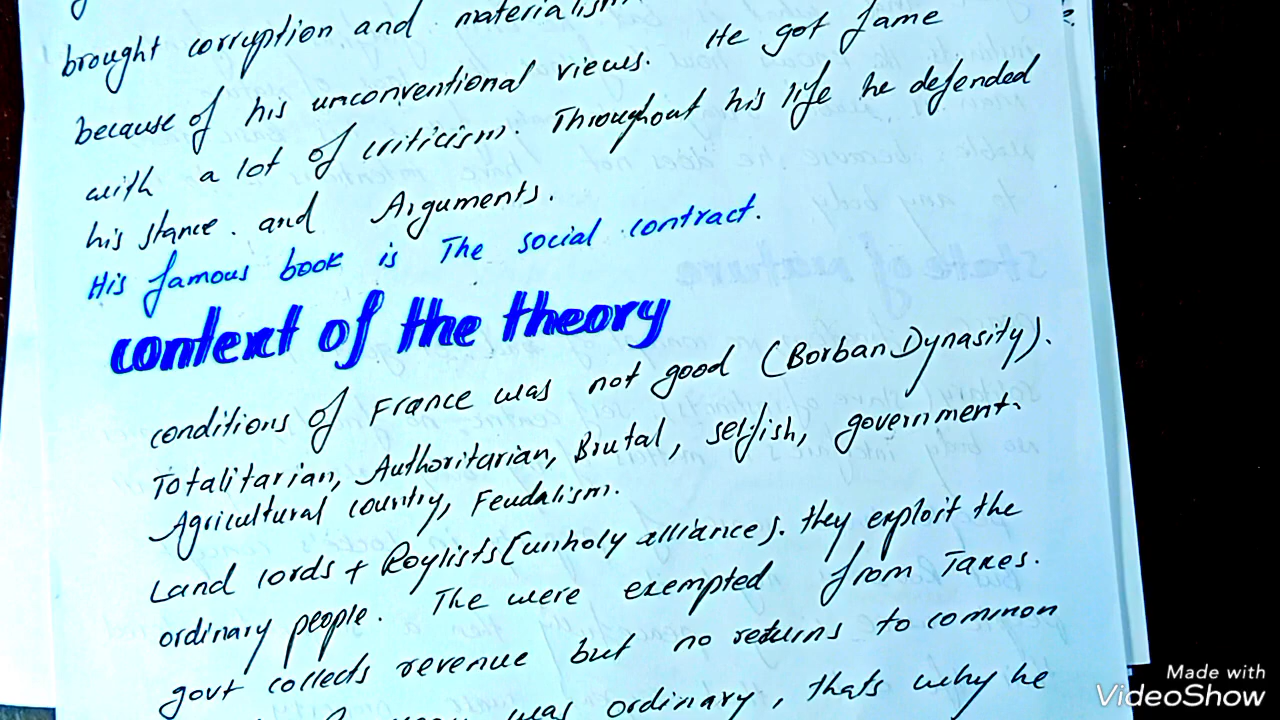 brought corruption and materialism
because of his unconventional views. He got fame
with a lot of criticism. Throughout his life he defended
his stance. and Arguments.
His famous book is The social contract.
context of the theory
conditions of France was not good (Borban Dynasity).
Totalitarian, Authoritarian, Brutal, selfish, government.
Agricultural country, Feudalism.
Land lords + Roylists [unholy alliance]. they exploit the
ordinary people. The were exempted from Taxes.
govt collects revenue but no returns to common
was ordinary, thats why he
Made with
VideoShow